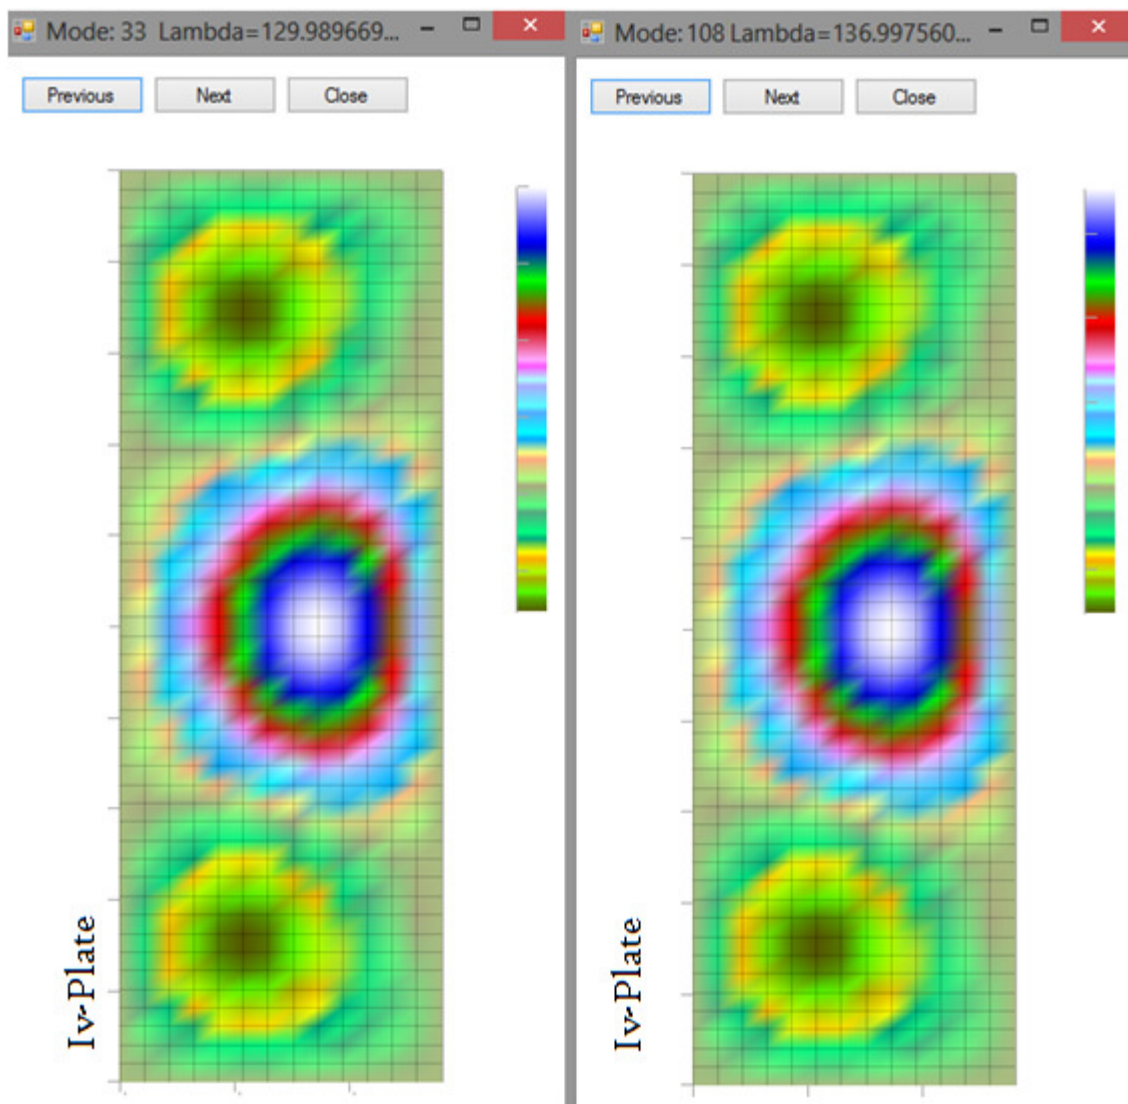 Mode: 33 Lambda=129.989669...
Previous Next Close
Iv-Plate
Mode: 108 Lambda=136.997560...
Previous Next Close
Iv-Plate